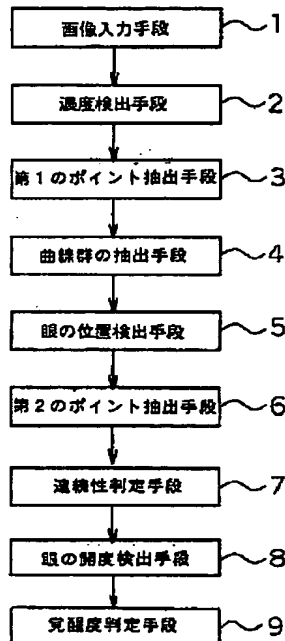 画像入力手段 1
濃度検出手段 2
第1のポイント抽出手段 3
曲線群の抽出手段 4
眼の位置検出手段 5
第2のポイント抽出手段 6
連続性判定手段 7
眼の開度検出手段 8
覚醒度判定手段 9